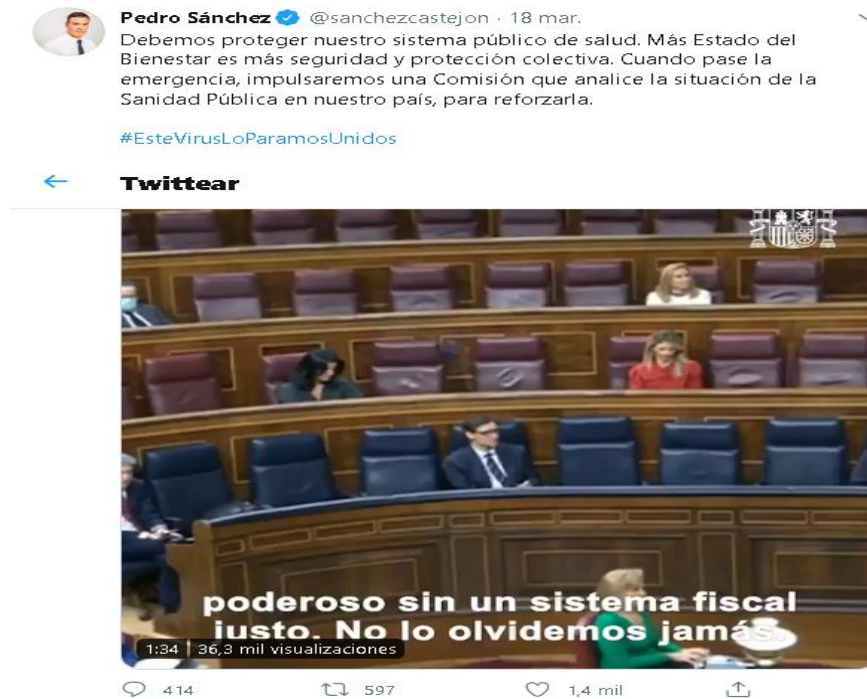 Pedro Sánchez @sanchezcastejon · 18 mar.
Debemos proteger nuestro sistema público de salud. Más Estado del
Bienestar es más seguridad y protección colectiva. Cuando pase la
emergencia, impulsaremos una Comisión que analice la situación de la
Sanidad Pública en nuestro país, para reforzarla.
#EsteVirusLoParamosUnidos
Twittear
poderoso sin un sistema fiscal
justo. No lo olvidemos jamás.
1:34 | 36,3 mil visualizaciones
414 597 1,4 mil